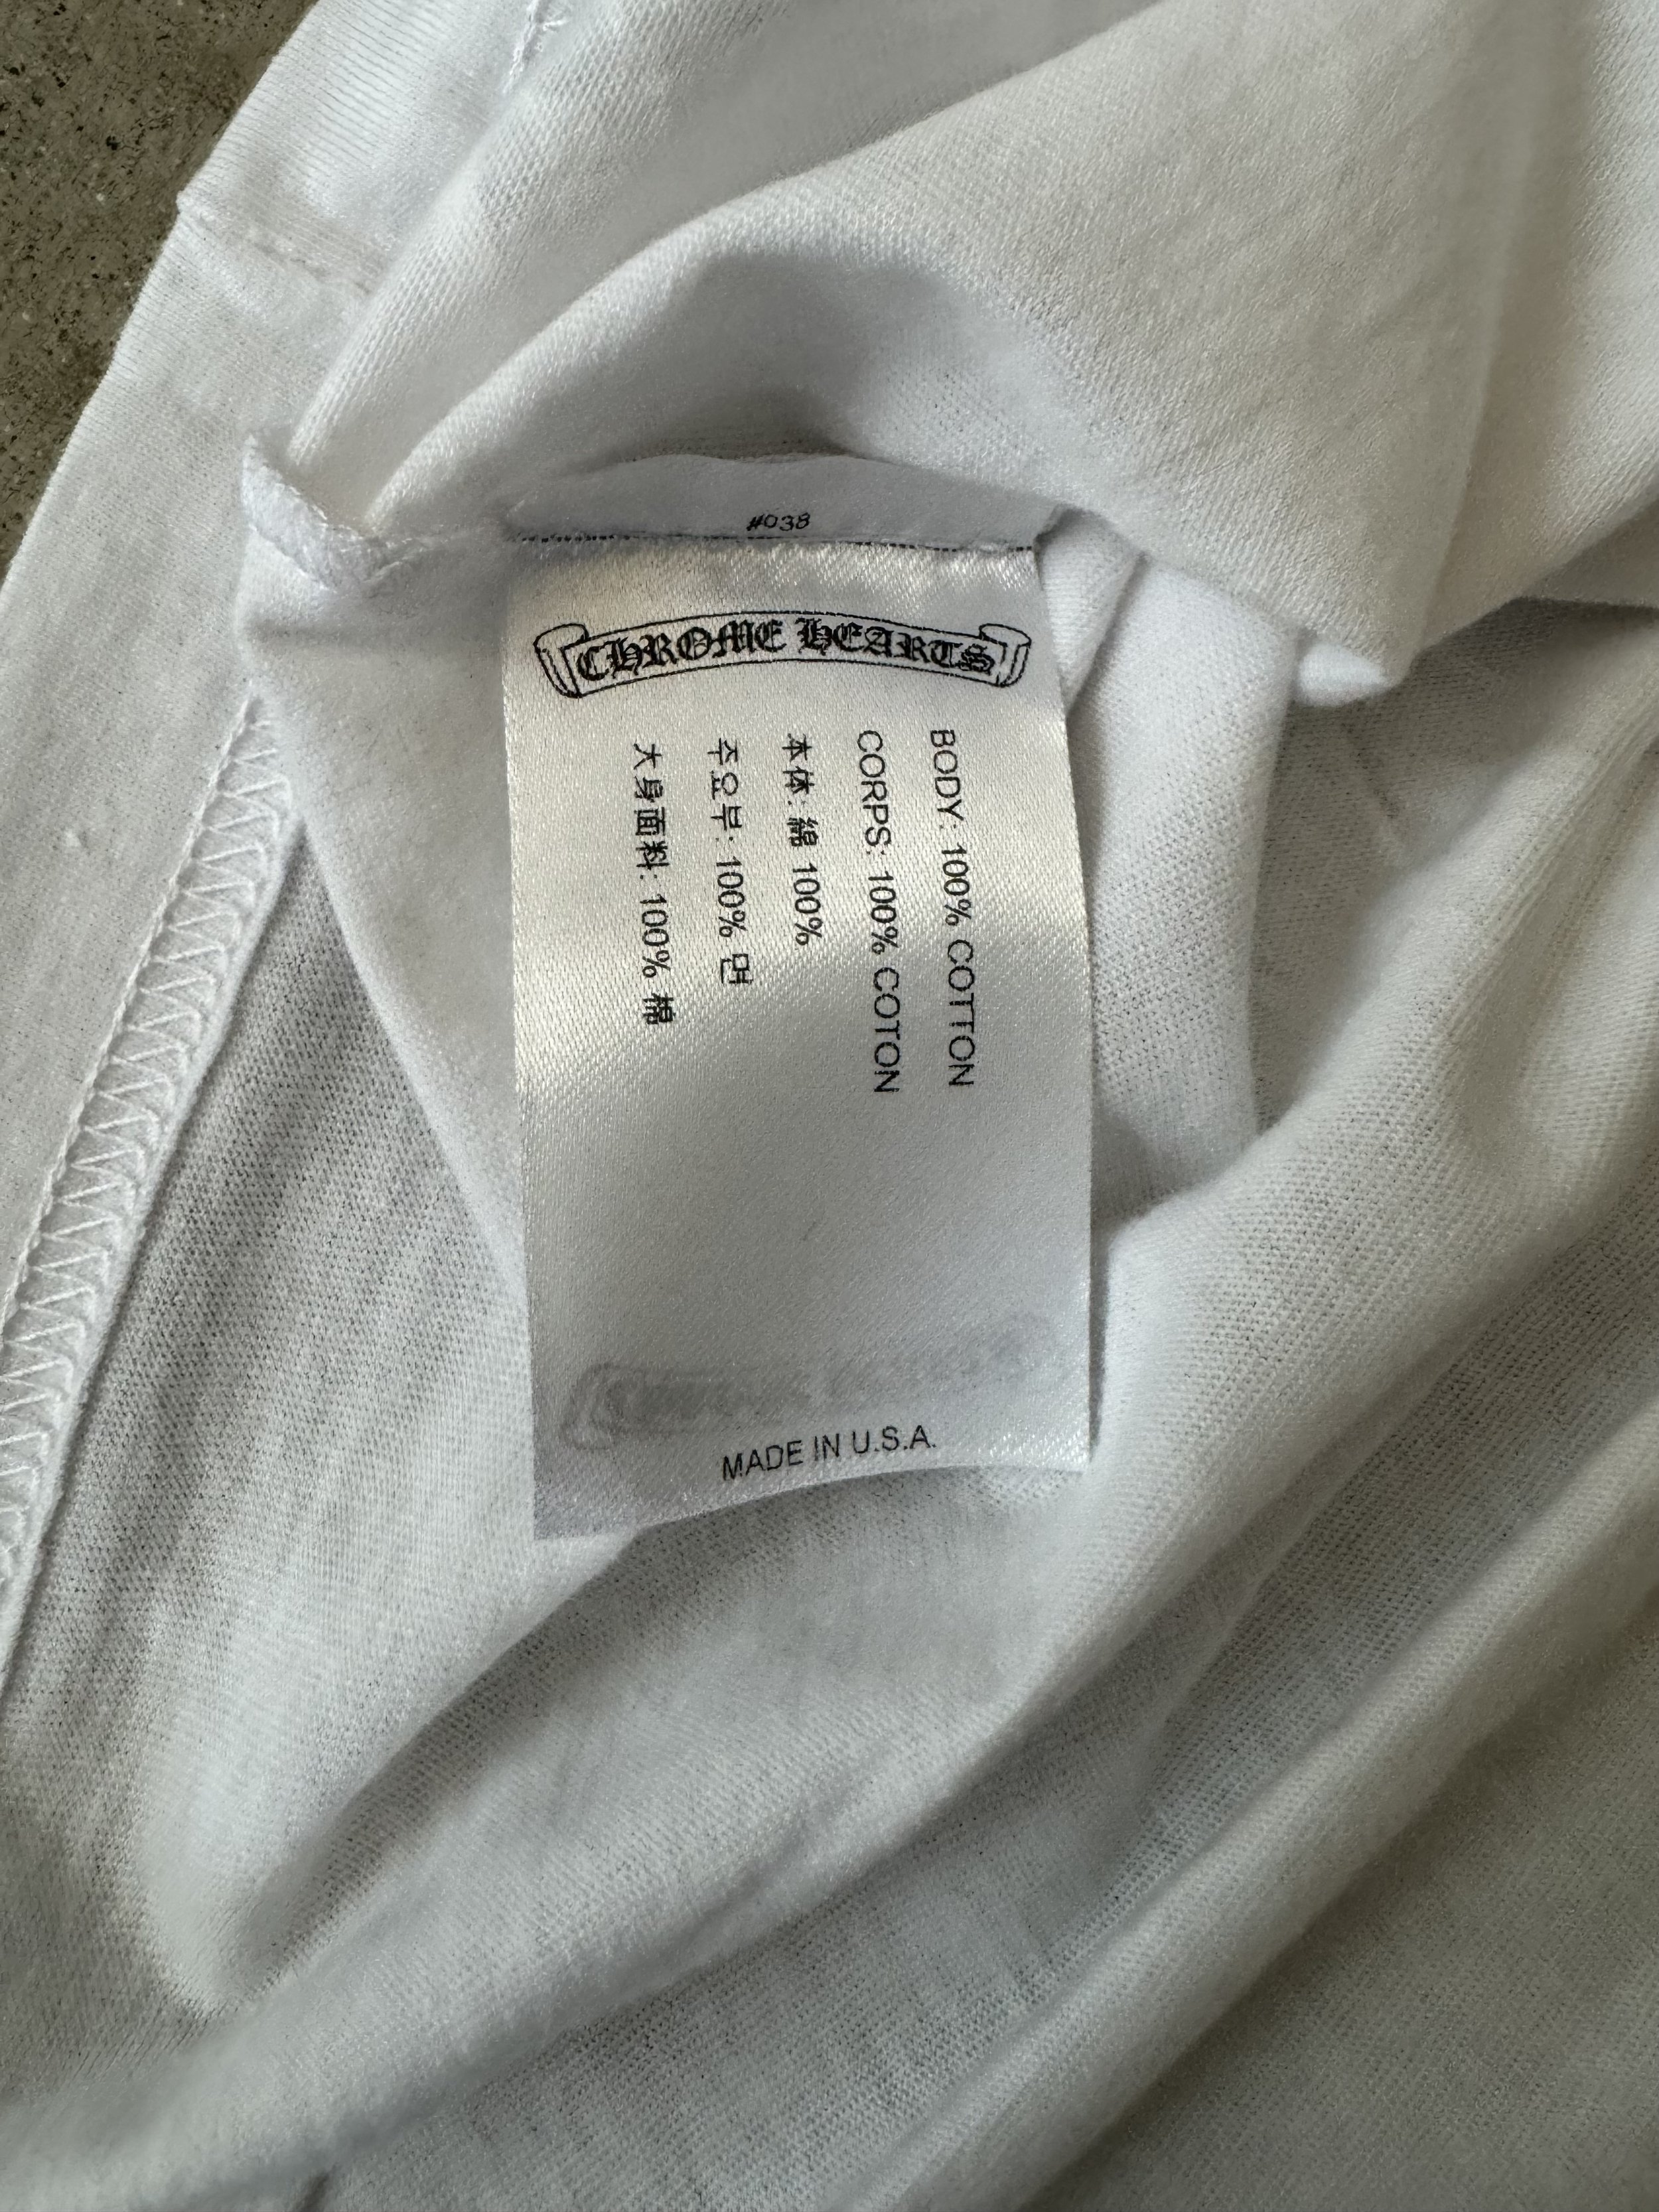 #038
CHROME HEARTS
BODY: 100% COTTON
CORPS: 100% COTON
本体: 綿 100%
주요부: 100% 면
大身面料: 100% 棉
MADE IN U.S.A.